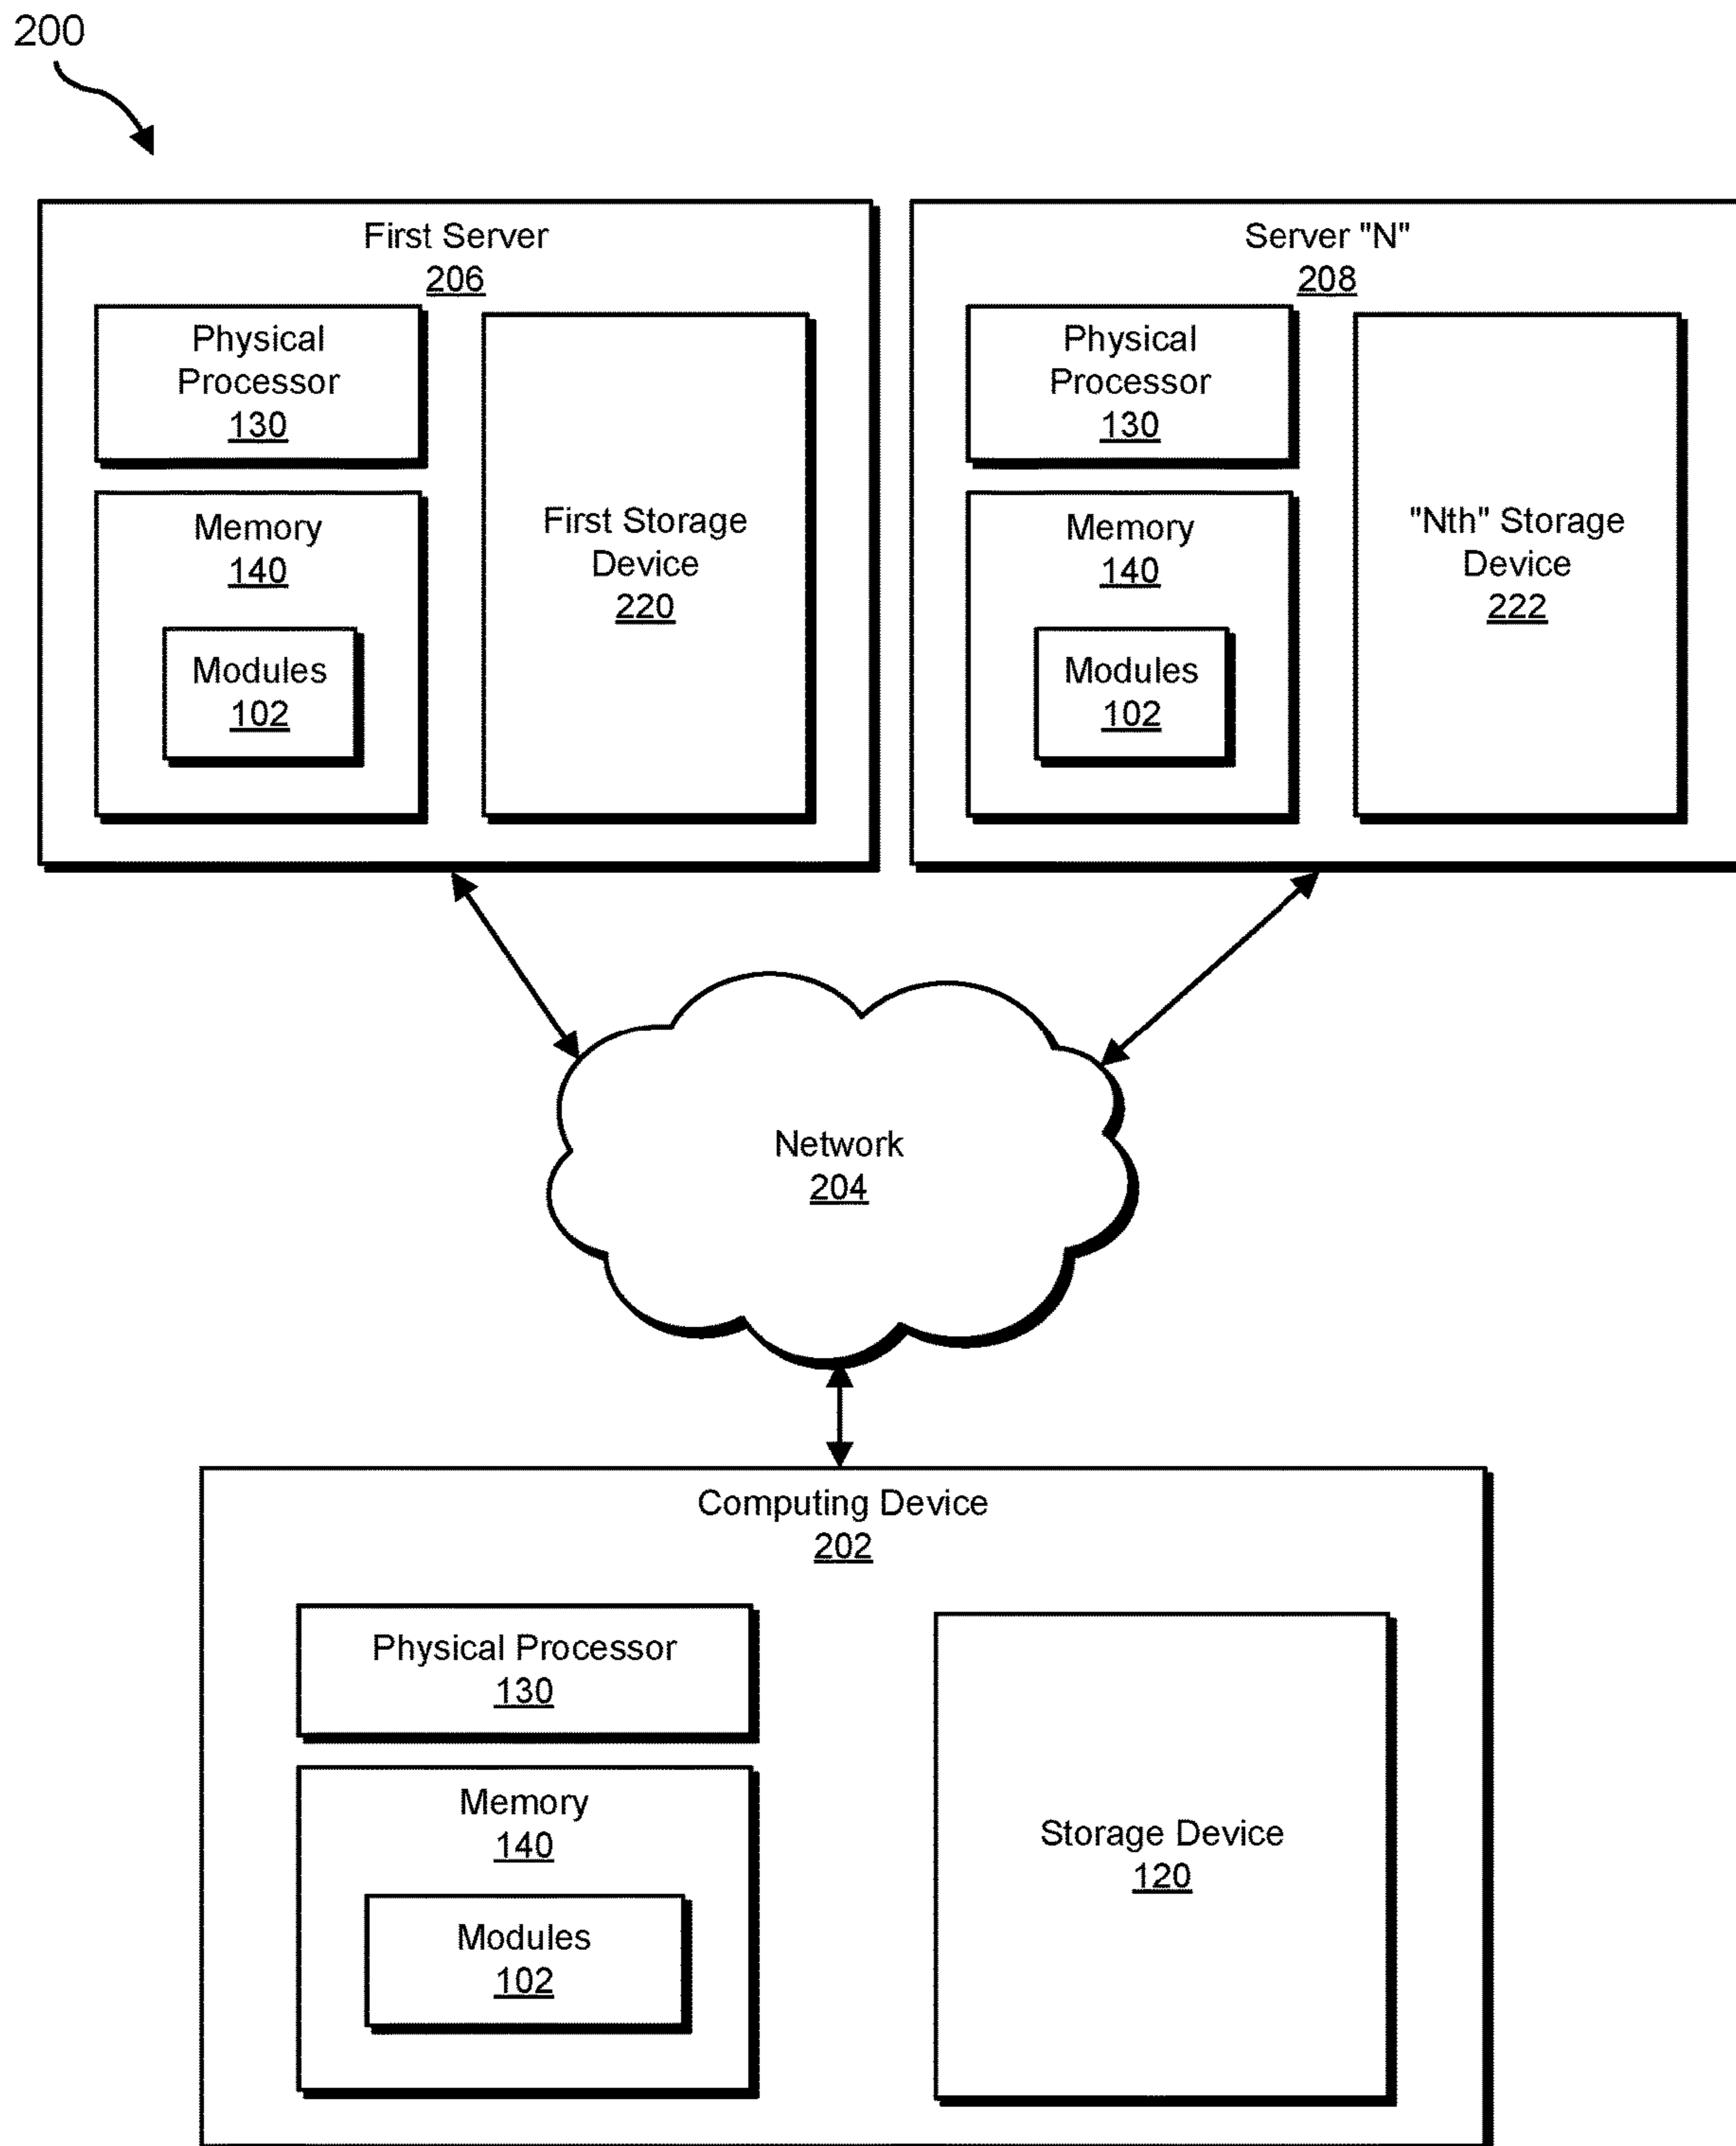 200
First Server
206
Physical
Processor
130
Memory
140
Modules
102
First Storage
Device
220
Server "N"
208
Physical
Processor
130
Memory
140
Modules
102
"Nth" Storage
Device
222
Network
204
Computing Device
202
Physical Processor
130
Memory
140
Modules
102
Storage Device
120